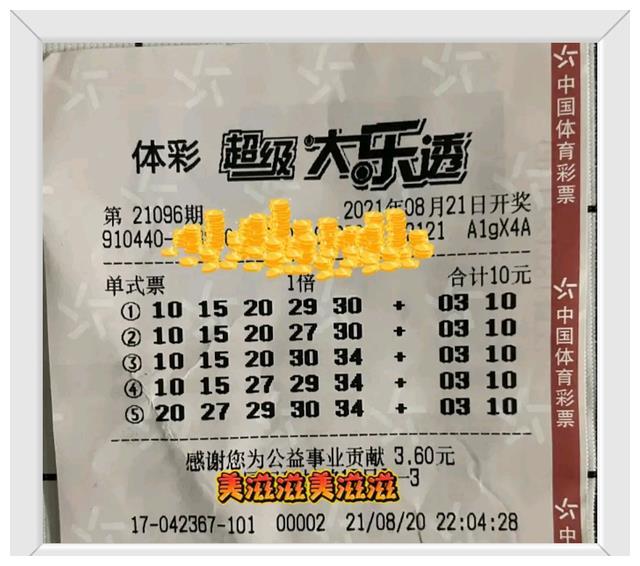 体彩 超级大乐透
第 21096期 2021年08月21日开奖
910440- 0121 A1gX4A
单式票 1倍 合计10元
① 10 15 20 29 30 + 03 10
② 10 15 20 27 30 + 03 10
③ 10 15 20 30 34 + 03 10
④ 10 15 27 29 34 + 03 10
⑤ 20 27 29 30 34 + 03 10
感谢您为公益事业贡献 3.60元
美滋滋美滋滋 -3
17-042367-101 00002 21/08/20 22:04:28
中国体育彩票
中国体育彩票
中